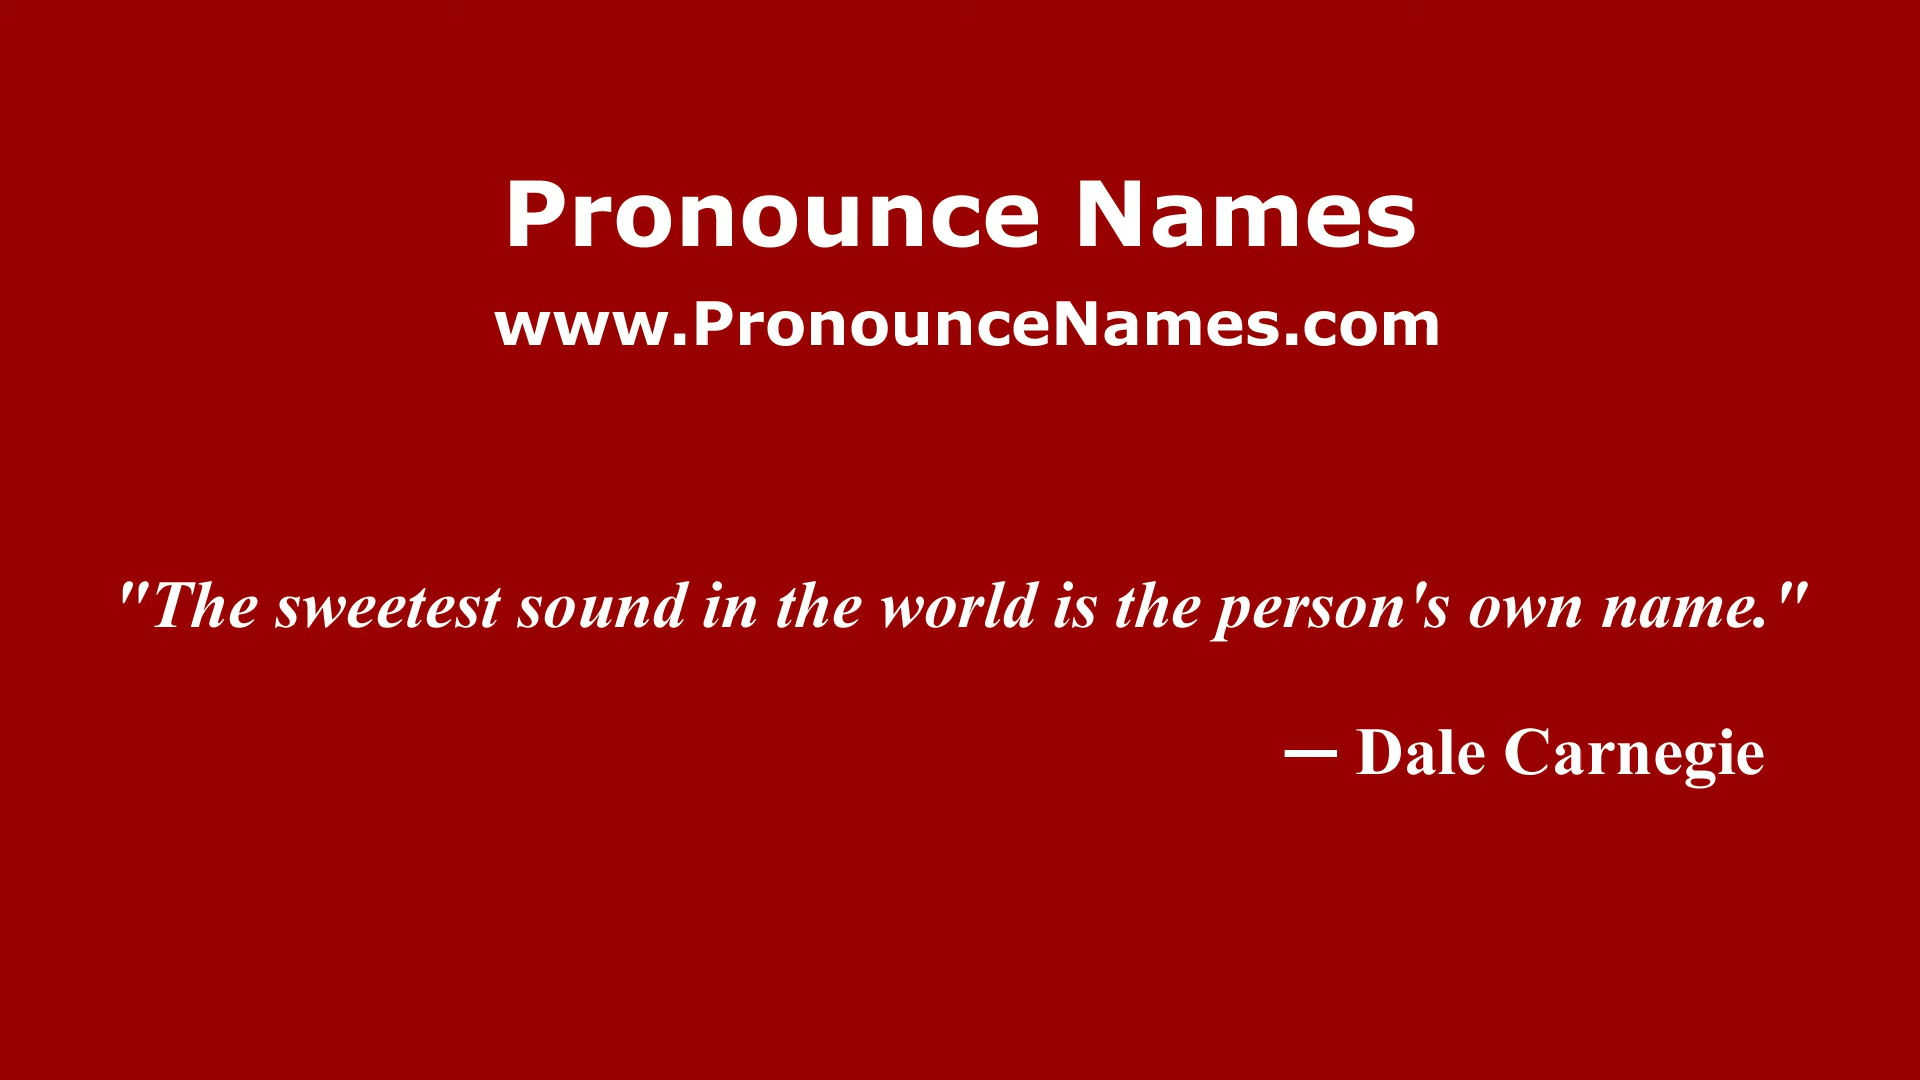 Pronounce Names
www.PronounceNames.com
"The sweetest sound in the world is the person's own name."
— Dale Carnegie